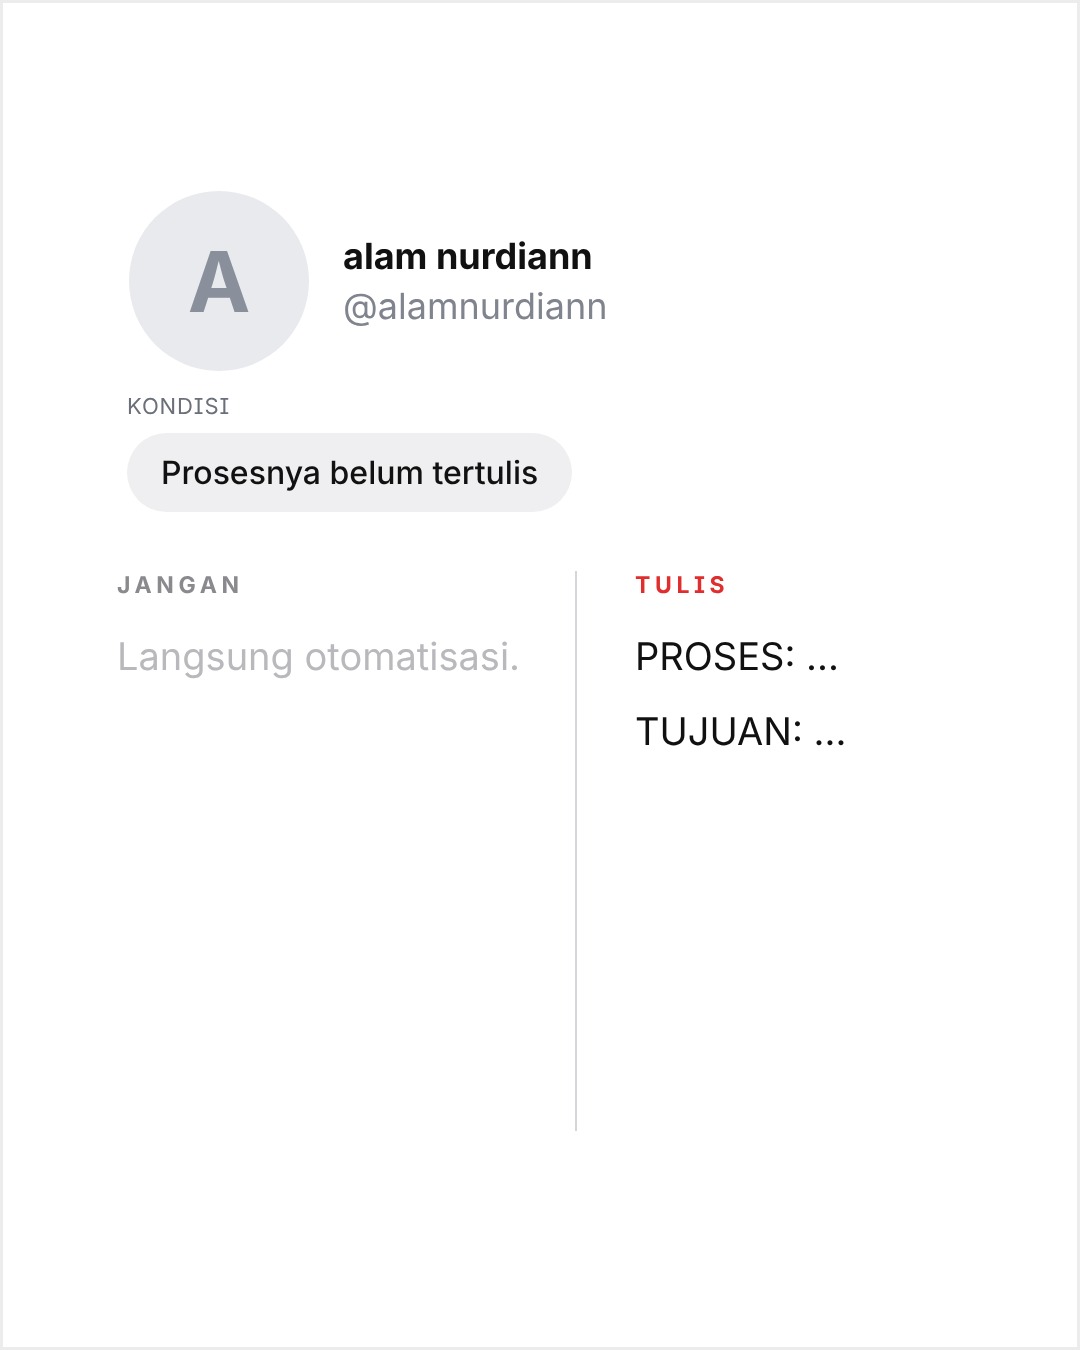 A
alam nurdiann
@alamnurdiann
KONDISI
Prosesnya belum tertulis
JANGAN
Langsung otomatisasi.
TULIS
PROSES: ...
TUJUAN: ...